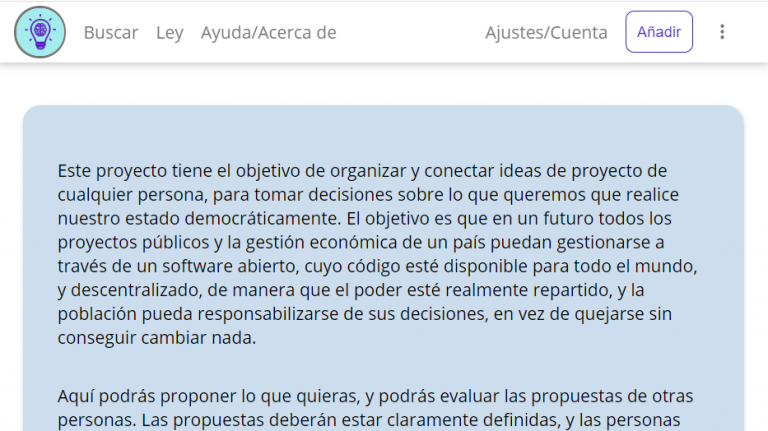 Buscar Ley Ayuda/Acerca de Ajustes/Cuenta Añadir
Este proyecto tiene el objetivo de organizar y conectar ideas de proyecto de
cualquier persona, para tomar decisiones sobre lo que queremos que realice
nuestro estado democráticamente. El objetivo es que en un futuro todos los
proyectos públicos y la gestión económica de un país puedan gestionarse a
través de un software abierto, cuyo código esté disponible para todo el mundo,
y descentralizado, de manera que el poder esté realmente repartido, y la
población pueda responsabilizarse de sus decisiones, en vez de quejarse sin
conseguir cambiar nada.
Aquí podrás proponer lo que quieras, y podrás evaluar las propuestas de otras
personas. Las propuestas deberán estar claramente definidas, y las personas